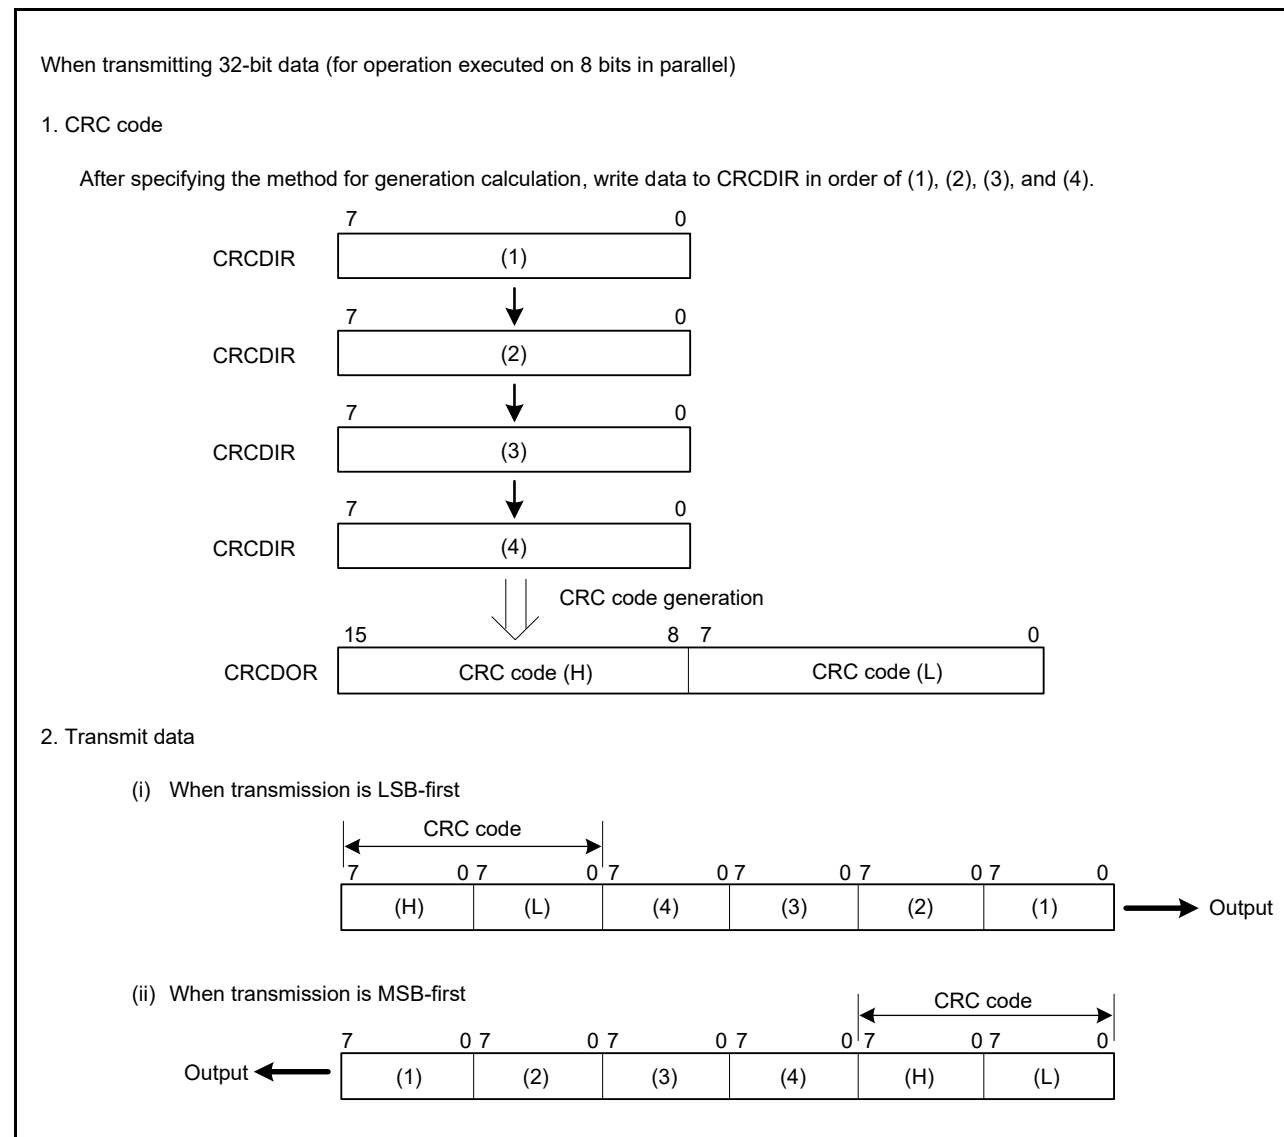 When transmitting 32-bit data (for operation executed on 8 bits in parallel)
1. CRC code
After specifying the method for generation calculation, write data to CRCDIR in order of (1), (2), (3), and (4).
7 0
CRCDIR (1)
7 0
CRCDIR (2)
7 0
CRCDIR (3)
7 0
CRCDIR (4)
CRC code generation
15 8 7 0
CRCDOR CRC code (H) CRC code (L)
2. Transmit data
(i) When transmission is LSB-first
CRC code
7 0 7 0 7 0 7 0 7 0 7 0
(H) (L) (4) (3) (2) (1) Output
(ii) When transmission is MSB-first
CRC code
7 0 7 0 7 0 7 0 7 0 7 0
Output (1) (2) (3) (4) (H) (L)